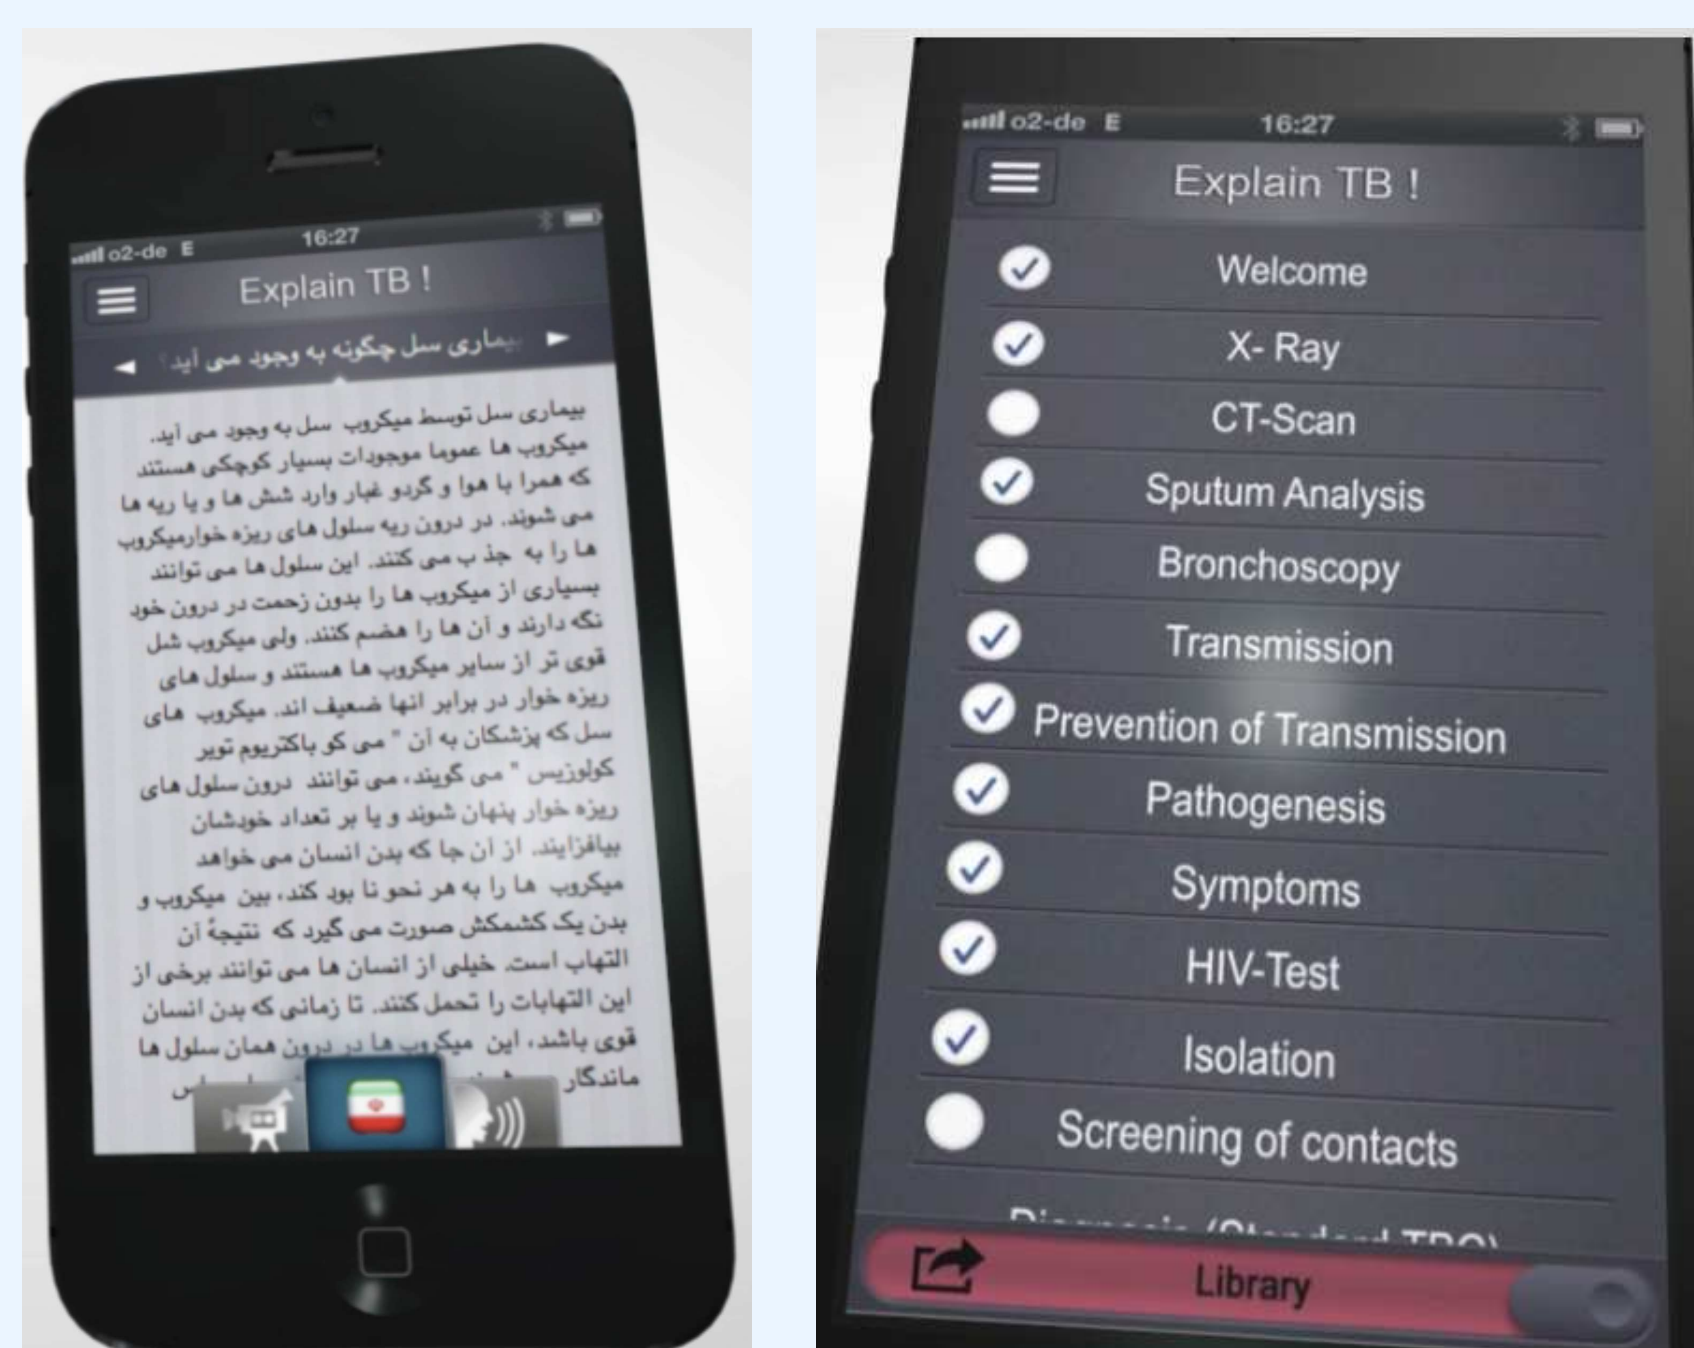 o2-de E 16:27
Explain TB !
بیماری سل چگونه به وجود می آید؟
بیماری سل توسط میکروب سل به وجود می آید.
میکروب ها عموما موجودات بسیار کوچکی هستند
که همرا با هوا و گردو غبار وارد شش ها و یا ریه ها
می شوند. در درون ریه سلول های ریزه خوارمیکروب
ها را به جذ ب می کنند. این سلول ها می توانند
بسیاری از میکروب ها را بدون زحمت در درون خود
نگه دارند و آن ها را هضم کنند. ولی میکروب شل
قوی تر از سایر میکروب ها هستند و سلول های
ریزه خوار در برابر انها ضعیف اند. میکروب های
سل که پزشکان به آن " می کو باکتریوم توبر
کولوزیس " می گویند، می توانند درون سلول های
ریزه خوار پنهان شوند و یا بر تعداد خودشان
بیافزایند. از آن جا که بدن انسان می خواهد
میکروب ها را به هر نحو نا بود کند، بین میکروب و
بدن یک کشمکش صورت می گیرد که نتیجهٔ آن
التهاب است. خیلی از انسان ها می توانند برخی از
این التهابات را تحمل کنند. تا زمانی که بدن انسان
قوی باشد، این میکروب ها در درون همان سلول ها
ماندگار
o2-de E 16:27
Explain TB !
Welcome
X- Ray
CT-Scan
Sputum Analysis
Bronchoscopy
Transmission
Prevention of Transmission
Pathogenesis
Symptoms
HIV-Test
Isolation
Screening of contacts
Diagnosis (Standard TBC)
Library